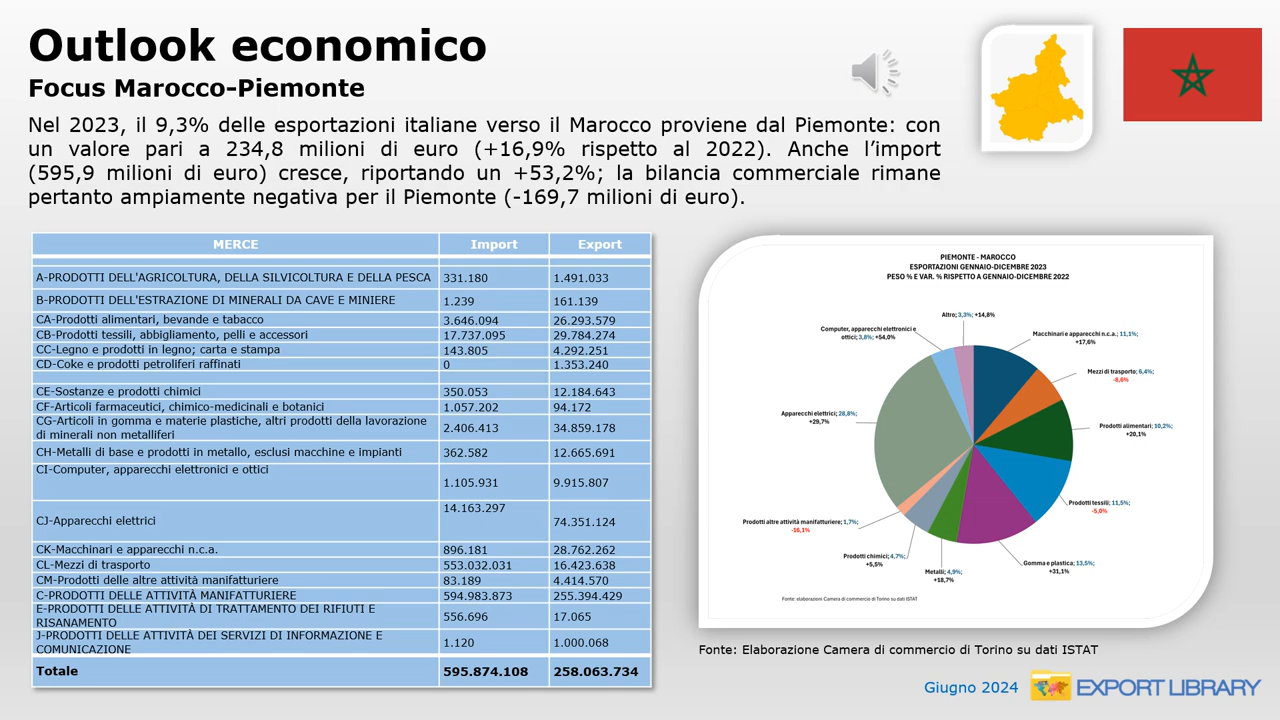 Outlook economico
Focus Marocco-Piemonte
Nel 2023, il 9,3% delle esportazioni italiane verso il Marocco proviene dal Piemonte: con
un valore pari a 234,8 milioni di euro (+16,9% rispetto al 2022). Anche l’import
(595,9 milioni di euro) cresce, riportando un +53,2%; la bilancia commerciale rimane
pertanto ampiamente negativa per il Piemonte (-169,7 milioni di euro).
MERCE Import Export
A-PRODOTTI DELL'AGRICOLTURA, DELLA SILVICOLTURA E DELLA PESCA 331.180 1.491.033
B-PRODOTTI DELL'ESTRAZIONE DI MINERALI DA CAVE E MINIERE 1.239 161.139
CA-Prodotti alimentari, bevande e tabacco 3.646.094 26.293.579
CB-Prodotti tessili, abbigliamento, pelli e accessori 17.737.095 29.788.274
CC-Legno e prodotti in legno; carta e stampa 143.805 4.292.251
CD-Coke e prodotti petroliferi raffinati 0 1.353.240
CE-Sostanze e prodotti chimici 350.053 12.184.643
CF-Articoli farmaceutici, chimico-medicinali e botanici 1.057.202 94.172
CG-Articoli in gomma e materie plastiche, altri prodotti della lavorazione
di minerali non metalliferi 2.406.413 34.859.178
CH-Metalli di base e prodotti in metallo, esclusi macchine e impianti 362.582 12.665.691
CI-Computer, apparecchi elettronici e ottici 1.105.931 9.915.807
CJ-Apparecchi elettrici 14.163.297 74.351.124
CK-Macchinari e apparecchi n.c.a. 896.181 28.762.262
CL-Mezzi di trasporto 553.032.031 16.423.638
CM-Prodotti delle altre attività manifatturiere 83.189 4.414.570
C-PRODOTTI DELLE ATTIVITÀ MANIFATTURIERE 594.983.873 255.394.429
E-PRODOTTI DELLE ATTIVITÀ DI TRATTAMENTO DEI RIFIUTI E
RISANAMENTO 556.696 17.065
J-PRODOTTI DELLE ATTIVITÀ DEI SERVIZI DI INFORMAZIONE E
COMUNICAZIONE 1.120 1.000.068
Totale 595.874.108 258.063.734
PIEMONTE - MAROCCO
ESPORTAZIONI GENNAIO-DICEMBRE 2023
PESO % E VAR. % RISPETTO A GENNAIO-DICEMBRE 2022
Altro; 3,3%; +14,8%
Computer, apparecchi elettronici e
ottici; 3,8%; +54,0%
Macchinari e apparecchi n.c.a.; 11,1%;
+17,6%
Mezzi di trasporto; 6,4%;
-8,6%
Apparecchi elettrici; 28,8%;
+29,7%
Prodotti alimentari; 10,2%;
+20,1%
Prodotti tessili; 11,5%;
-5,0%
Prodotti altre attività manifatturiere; 1,7%;
-16,1%
Prodotti chimici; 4,7%;
+5,5%
Metalli; 4,9%;
+18,7%
Gomma e plastica; 13,5%;
+31,1%
Fonte: elaborazioni Camera di commercio di Torino su dati ISTAT
Fonte: Elaborazione Camera di commercio di Torino su dati ISTAT
Giugno 2024
EXPORT LIBRARY